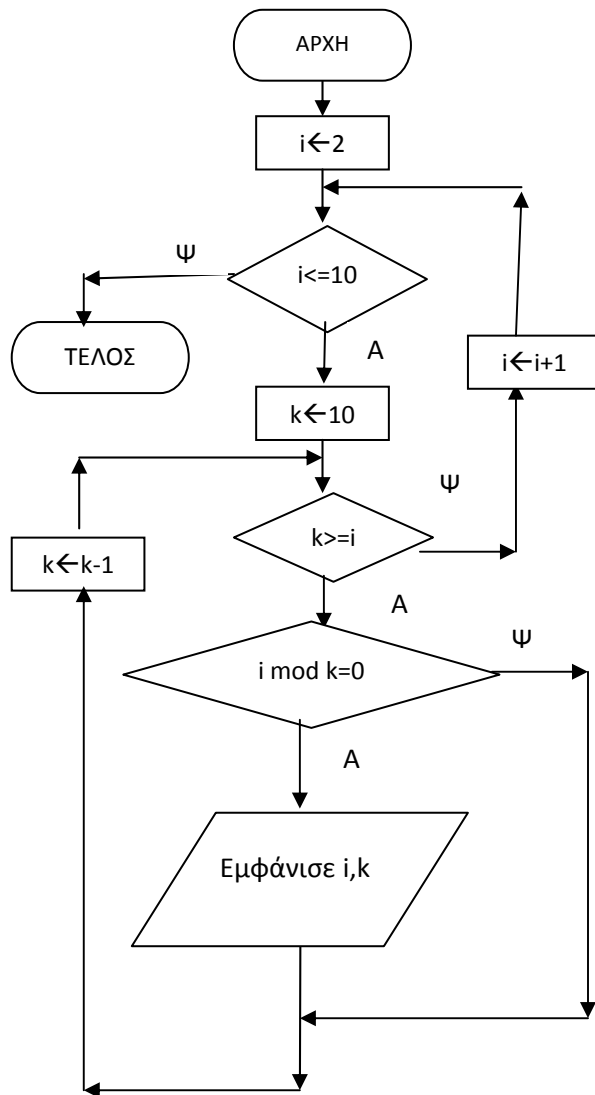 ΑΡΧΗ
i←2
Ψ
i<=10
ΤΕΛΟΣ
Α
i←i+1
k←10
Ψ
k>=i
k←k-1
Α
Ψ
i mod k=0
Α
Εμφάνισε i,k